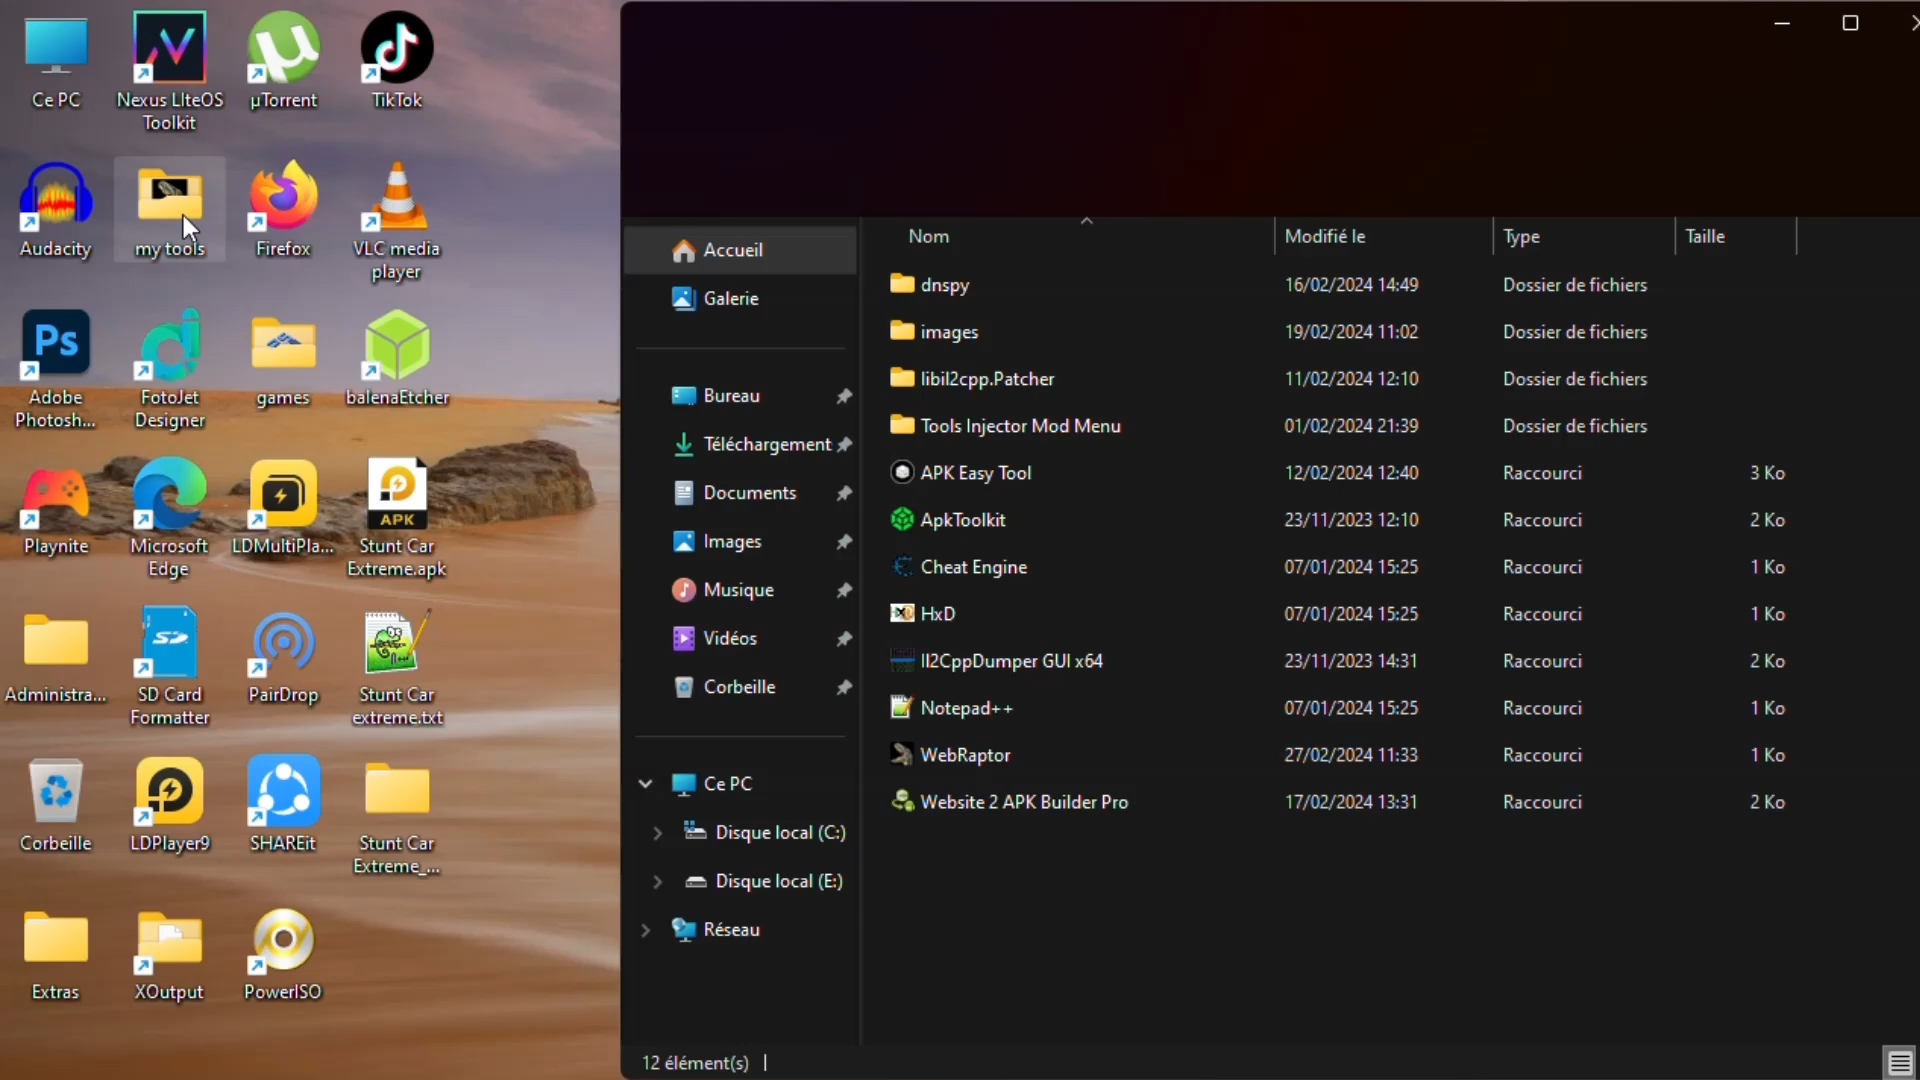 Ce PC
Nexus LIteOS
Toolkit
µTorrent
TikTok
Audacity
my tools
Firefox
VLC media
player
Ps
Adobe
Photosh...
FotoJet
Designer
games
balenaEtcher
Playnite
Microsoft
Edge
LDMultiPla...
APK
Stunt Car
Extreme.apk
Administra...
SD
SD Card
Formatter
PairDrop
Stunt Car
extreme.txt
Corbeille
LDPlayer9
SHAREit
Stunt Car
Extreme_...
Extras
XOutput
PowerISO
Accueil
Galerie
Bureau
Téléchargement
Documents
Images
Musique
Vidéos
Corbeille
Ce PC
Disque local (C:)
Disque local (E:)
Réseau
Nom Modifié le Type Taille
dnspy 16/02/2024 14:49 Dossier de fichiers
images 19/02/2024 11:02 Dossier de fichiers
libil2cpp.Patcher 11/02/2024 12:10 Dossier de fichiers
Tools Injector Mod Menu 01/02/2024 21:39 Dossier de fichiers
APK Easy Tool 12/02/2024 12:40 Raccourci 3 Ko
ApkToolkit 23/11/2023 12:10 Raccourci 2 Ko
Cheat Engine 07/01/2024 15:25 Raccourci 1 Ko
HxD 07/01/2024 15:25 Raccourci 1 Ko
Il2CppDumper GUI x64 23/11/2023 14:31 Raccourci 2 Ko
Notepad++ 07/01/2024 15:25 Raccourci 1 Ko
WebRaptor 27/02/2024 11:33 Raccourci 1 Ko
Website 2 APK Builder Pro 17/02/2024 13:31 Raccourci 2 Ko
12 élément(s)